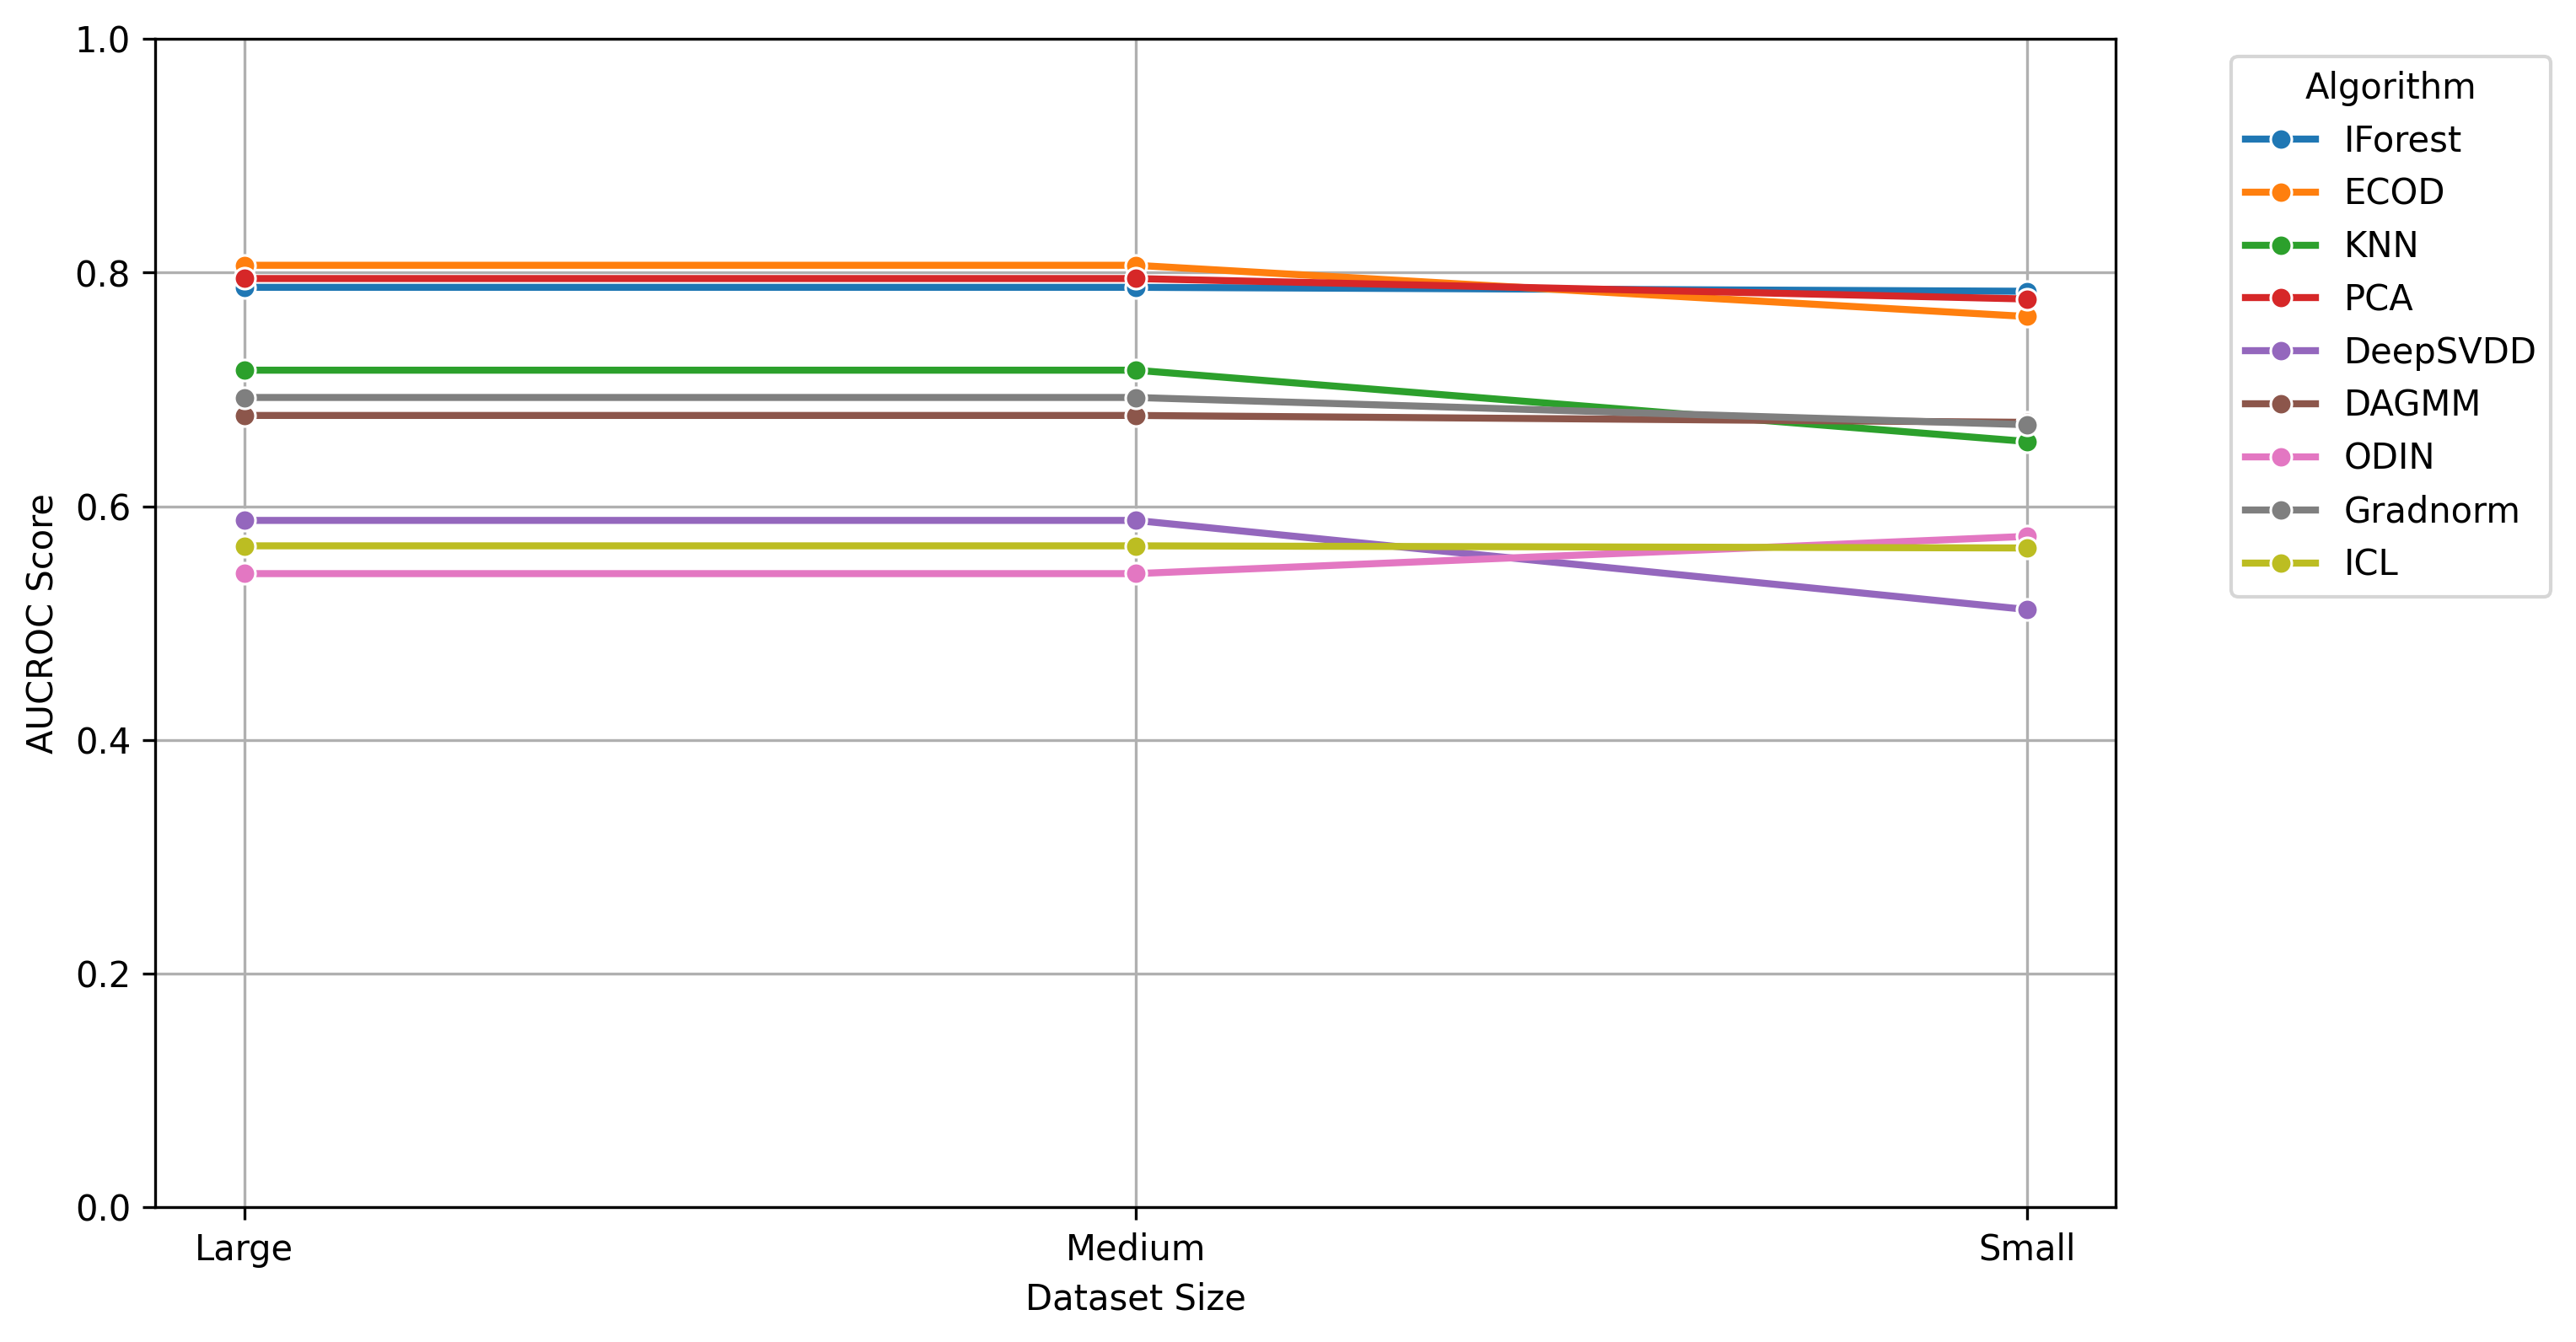 1.0
0.8
0.6
0.4
0.2
0.0
AUCROC Score
Large
Medium
Small
Dataset Size
Algorithm
IForest
ECOD
KNN
PCA
DeepSVDD
DAGMM
ODIN
Gradnorm
ICL